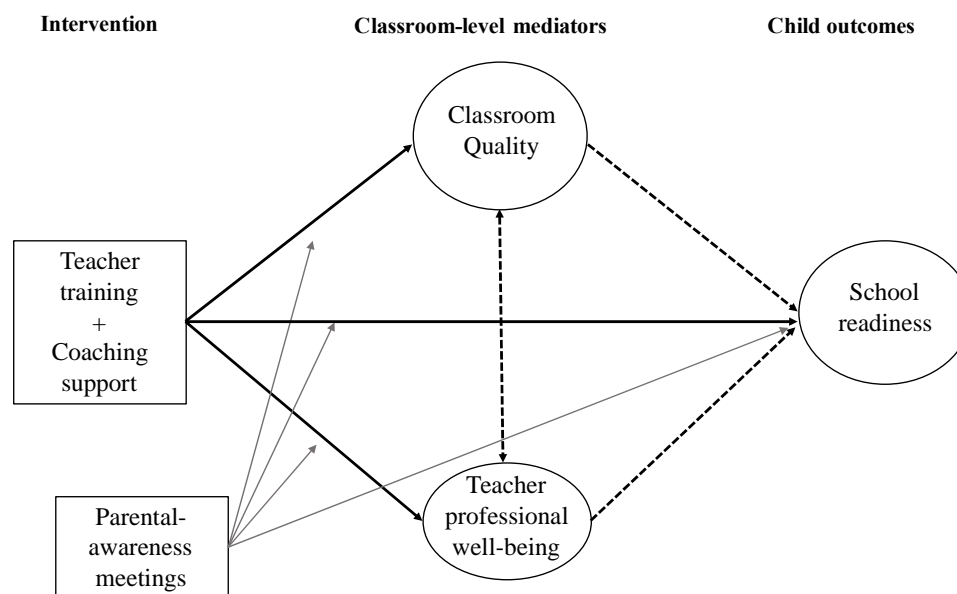 Intervention
Classroom-level mediators
Child outcomes
Classroom
Quality
Teacher
training
+
Coaching
support
School
readiness
Teacher
professional
well-being
Parental-
awareness
meetings